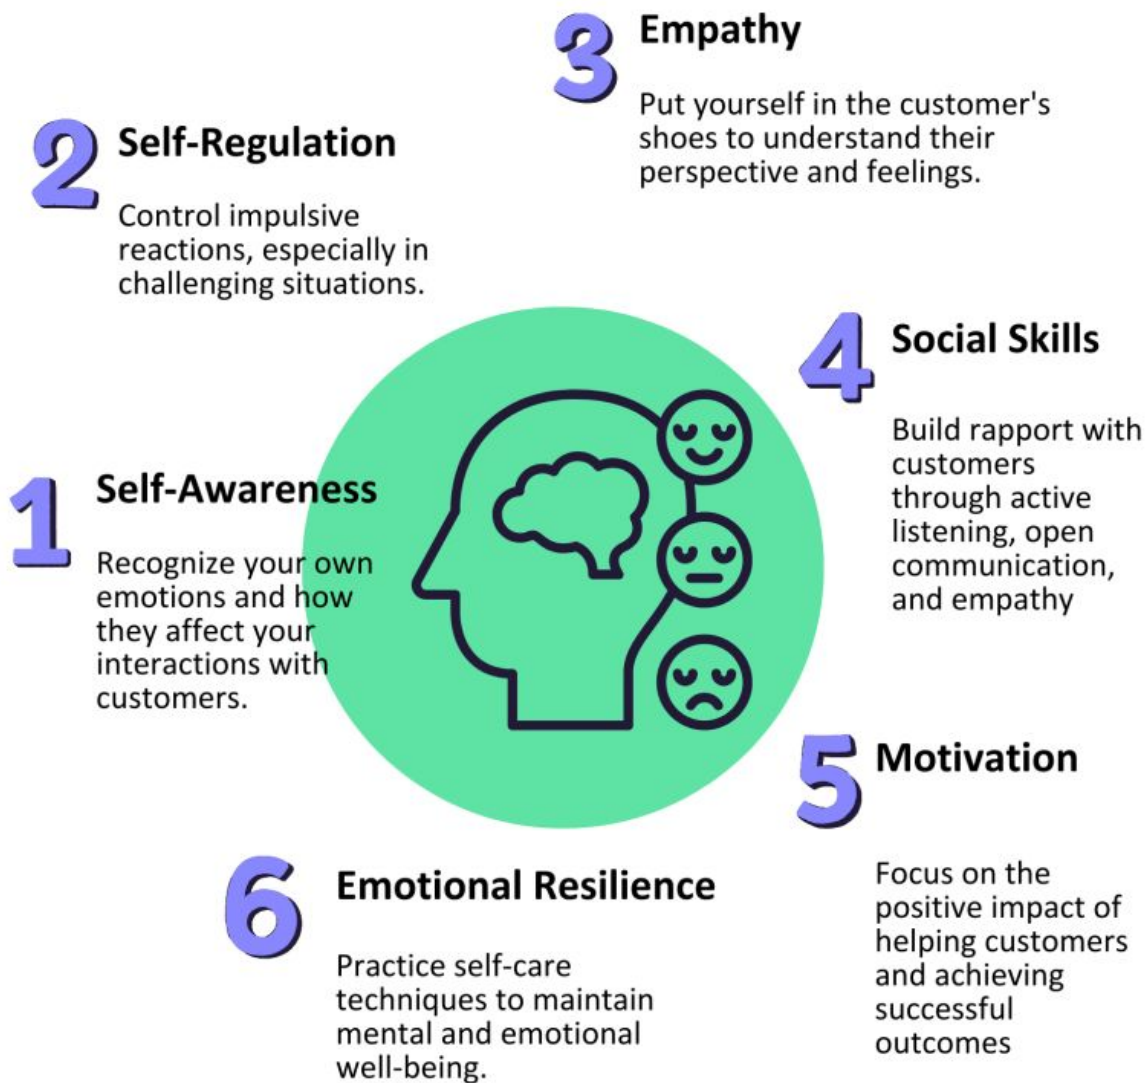 1
Self-Awareness
Recognize your own
emotions and how
they affect your
interactions with
customers.
2
Self-Regulation
Control impulsive
reactions, especially in
challenging situations.
3
Empathy
Put yourself in the customer's
shoes to understand their
perspective and feelings.
4
Social Skills
Build rapport with
customers
through active
listening, open
communication,
and empathy
5
Motivation
Focus on the
positive impact of
helping customers
and achieving
successful
outcomes
6
Emotional Resilience
Practice self-care
techniques to maintain
mental and emotional
well-being.